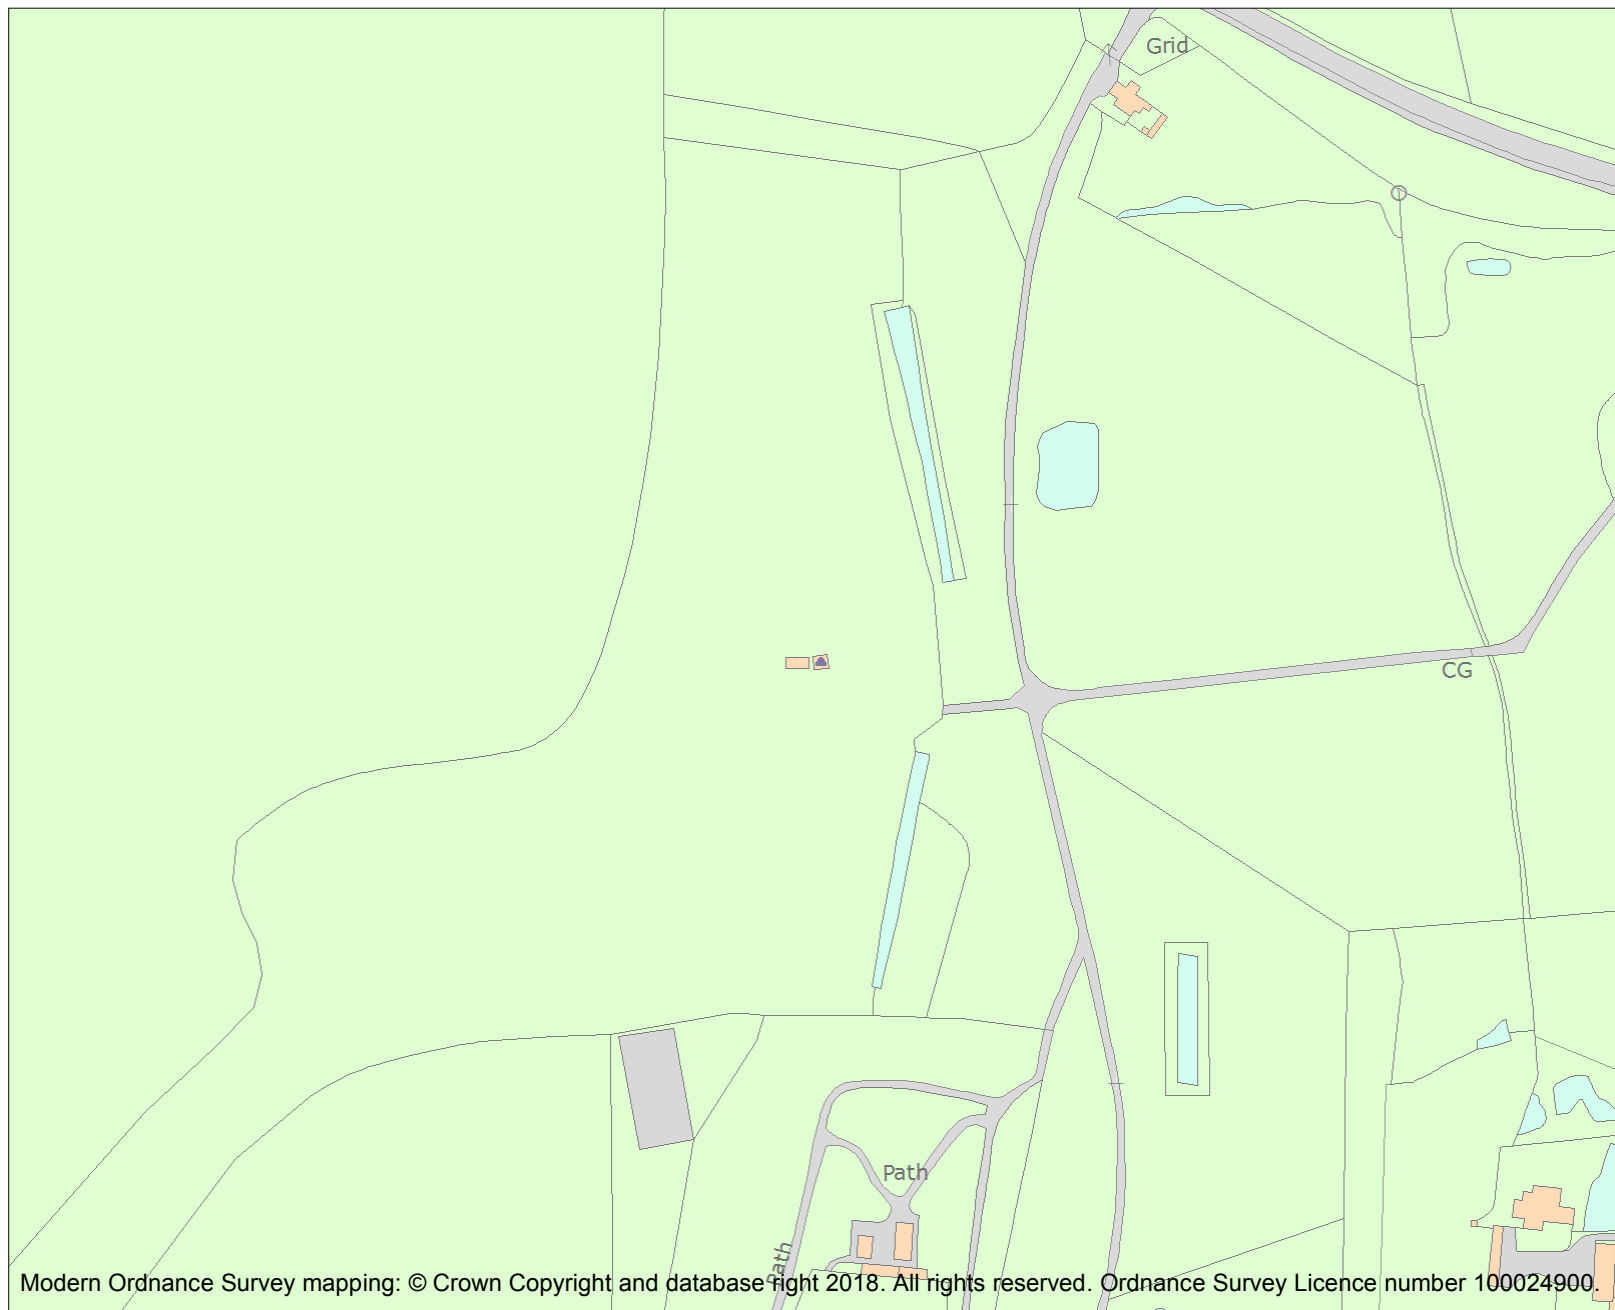 Grid
CG
Path
Path
Modern Ordnance Survey mapping: © Crown Copyright and database right 2018. All rights reserved. Ordnance Survey Licence number 100024900.